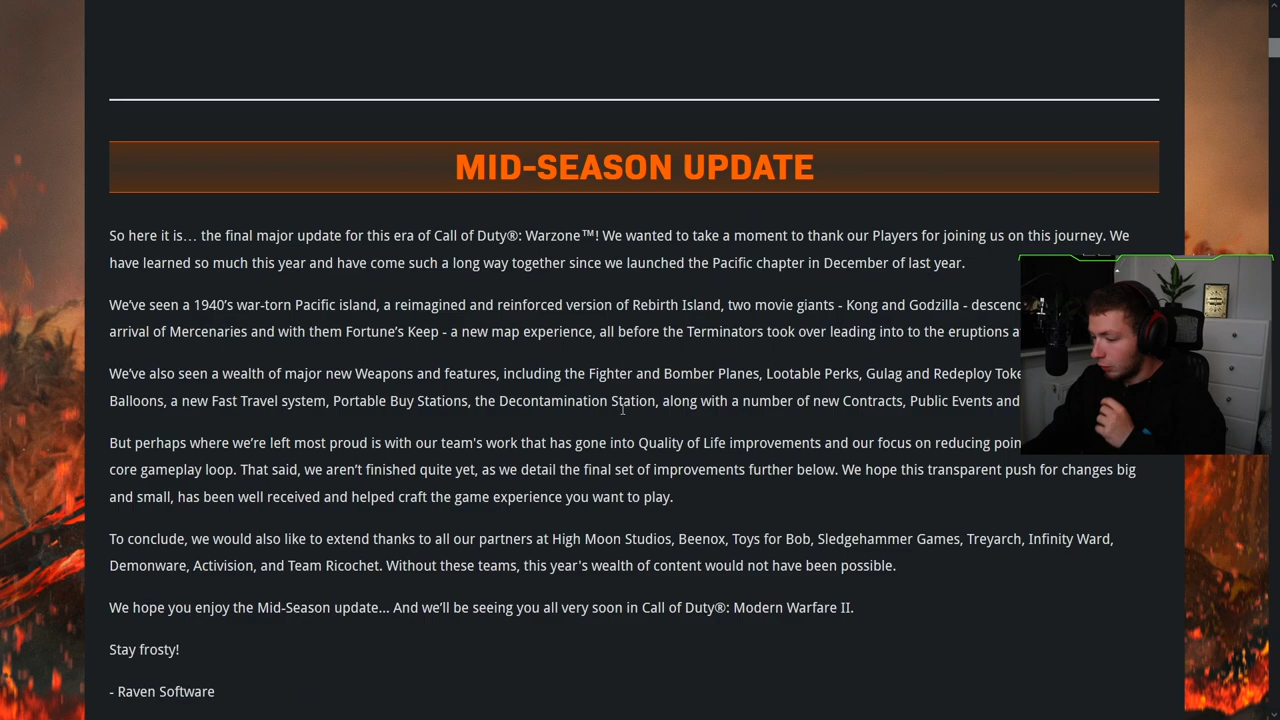 MID-SEASON UPDATE
So here it is… the final major update for this era of Call of Duty®: Warzone™! We wanted to take a moment to thank our Players for joining us on this journey. We
have learned so much this year and have come such a long way together since we launched the Pacific chapter in December of last year.
We’ve seen a 1940’s war-torn Pacific island, a reimagined and reinforced version of Rebirth Island, two movie giants - Kong and Godzilla - descend
arrival of Mercenaries and with them Fortune’s Keep - a new map experience, all before the Terminators took over leading into to the eruptions a
We’ve also seen a wealth of major new Weapons and features, including the Fighter and Bomber Planes, Lootable Perks, Gulag and Redeploy Toke
Balloons, a new Fast Travel system, Portable Buy Stations, the Decontamination Station, along with a number of new Contracts, Public Events and
But perhaps where we’re left most proud is with our team's work that has gone into Quality of Life improvements and our focus on reducing poin
core gameplay loop. That said, we aren’t finished quite yet, as we detail the final set of improvements further below. We hope this transparent push for changes big
and small, has been well received and helped craft the game experience you want to play.
To conclude, we would also like to extend thanks to all our partners at High Moon Studios, Beenox, Toys for Bob, Sledgehammer Games, Treyarch, Infinity Ward,
Demonware, Activision, and Team Ricochet. Without these teams, this year's wealth of content would not have been possible.
We hope you enjoy the Mid-Season update... And we’ll be seeing you all very soon in Call of Duty®: Modern Warfare II.
Stay frosty!
- Raven Software